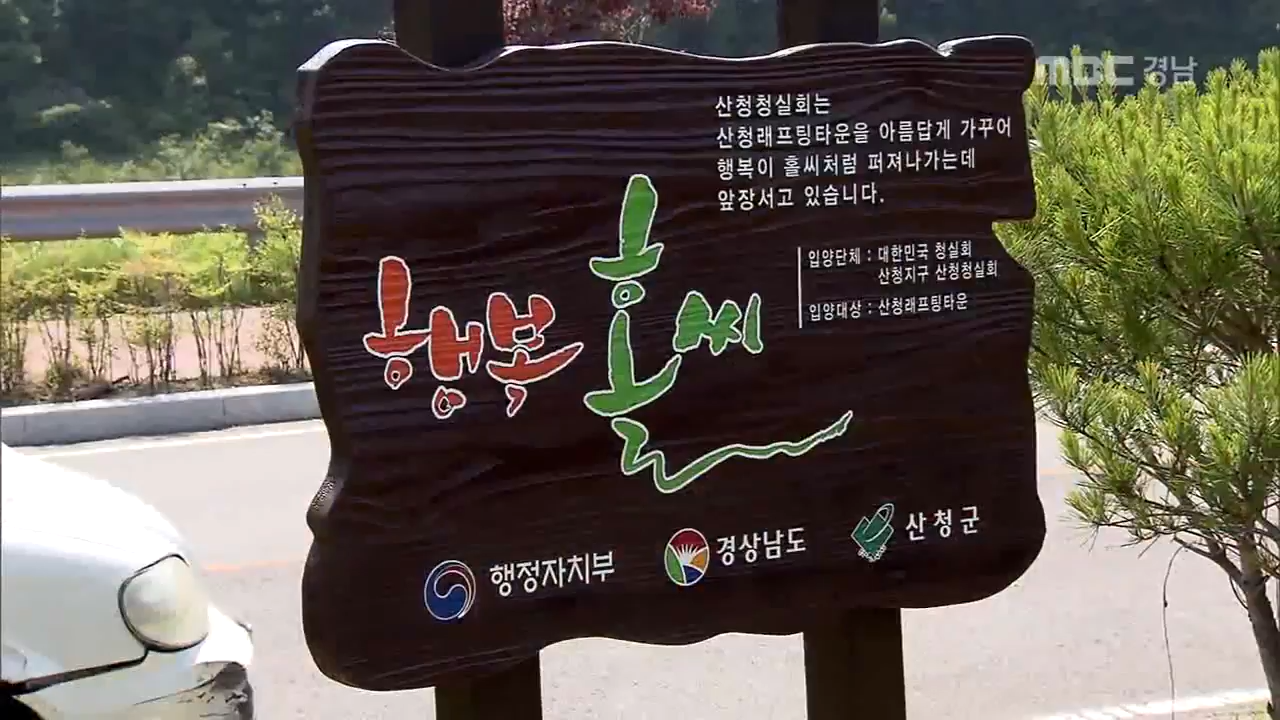 MBC 경남
산청청실회는
산청래프팅타운을 아름답게 가꾸어
행복이 홀씨처럼 퍼져나가는데
앞장서고 있습니다.
입양단체 : 대한민국 청실회
산청지구 산청청실회
입양대상 : 산청래프팅타운
행복 홀씨
행정자치부
경상남도
산청군